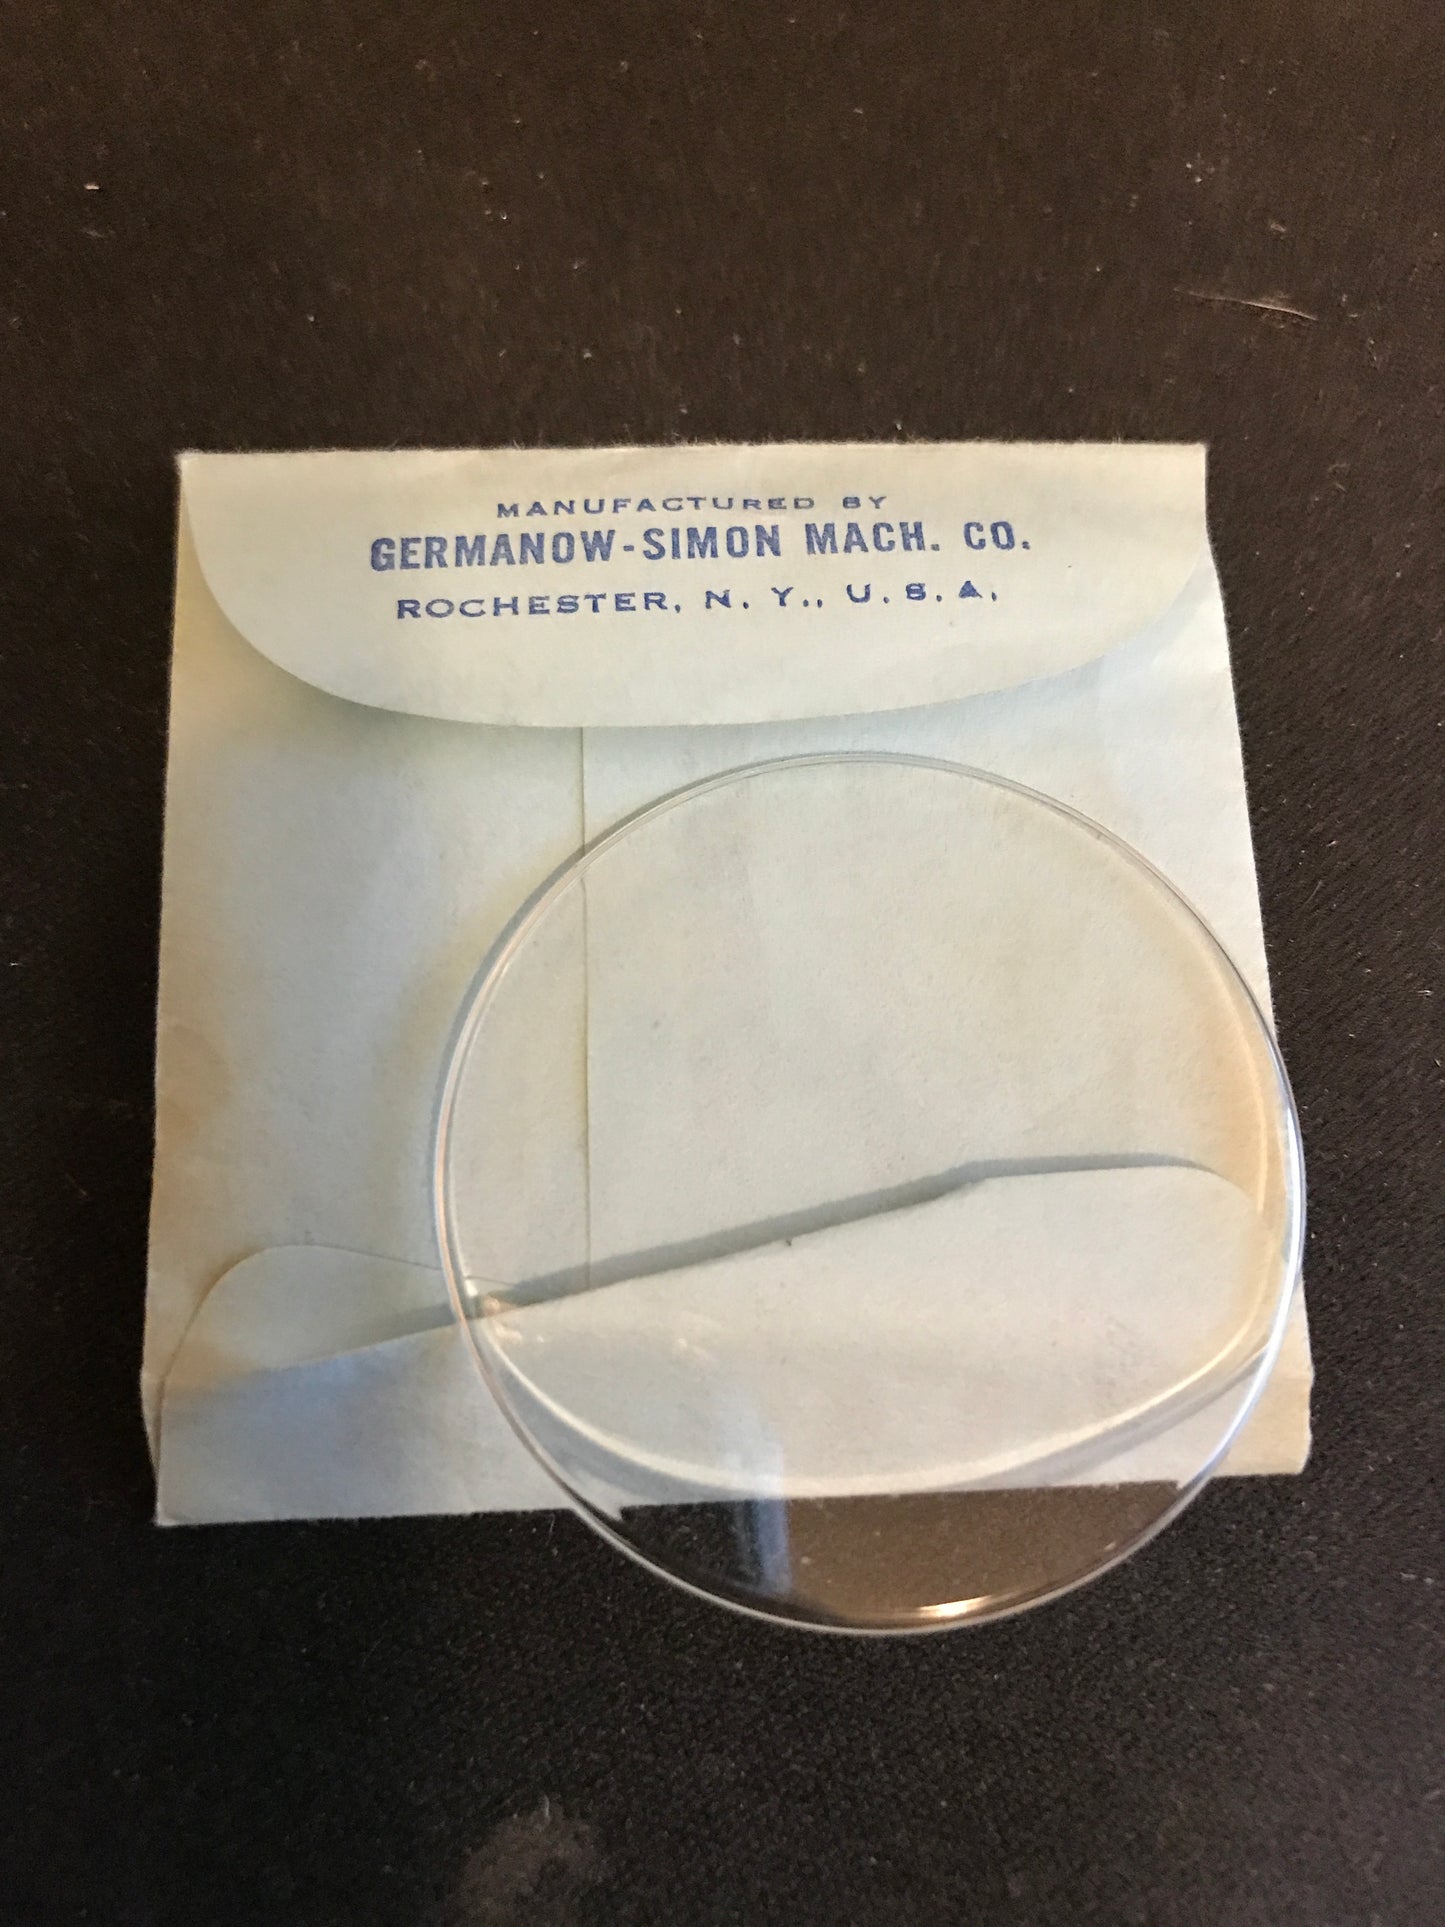 MANUFACTURED BY
GERMANOW-SIMON MACH. CO.
ROCHESTER, N. Y., U. S. A.